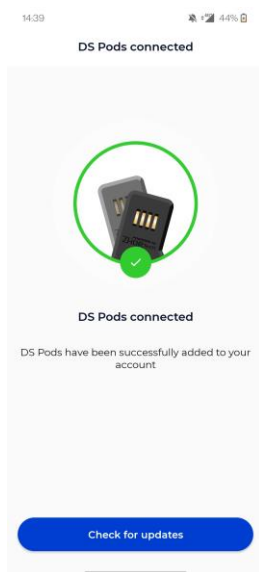 14:39
44%
DS Pods connected
DS Pods connected
DS Pods have been successfully added to your
account
Check for updates